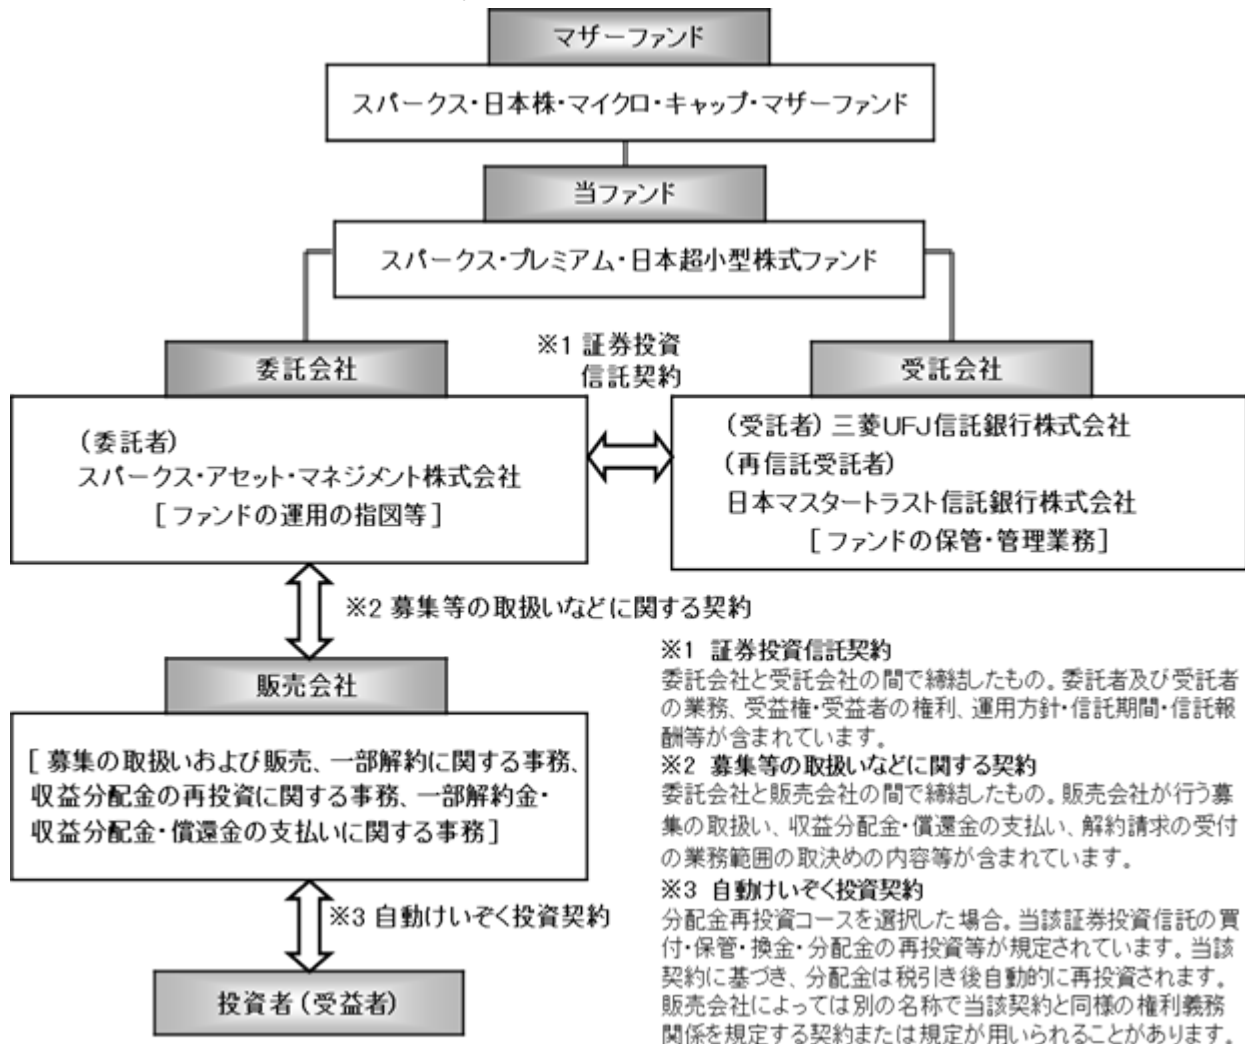 マザーファンド
スパークス・日本株・マイクロ・キャップ・マザーファンド
当ファンド
スパークス・プレミアム・日本超小型株式ファンド
委託会社
(委託者)
スパークス・アセット・マネジメント株式会社
[ファンドの運用の指図等]
※1 証券投資
信託契約
受託会社
(受託者) 三菱UFJ信託銀行株式会社
(再信託受託者)
日本マスタートラスト信託銀行株式会社
[ファンドの保管・管理業務]
※2 募集等の取扱いなどに関する契約
販売会社
[ 募集の取扱いおよび販売、一部解約に関する事務、
収益分配金の再投資に関する事務、一部解約金・
収益分配金・償還金の支払いに関する事務]
※3 自動けいぞく投資契約
投資者(受益者)
※1 証券投資信託契約
委託会社と受託会社の間で締結したもの。委託者及び受託者
の業務、受益権・受益者の権利、運用方針・信託期間・信託報
酬等が含まれています。
※2 募集等の取扱いなどに関する契約
委託会社と販売会社の間で締結したもの。販売会社が行う募
集の取扱い、収益分配金・償還金の支払い、解約請求の受付
の業務範囲の取決めの内容等が含まれています。
※3 自動けいぞく投資契約
分配金再投資コースを選択した場合。当該証券投資信託の買
付・保管・換金・分配金の再投資等が規定されています。当該
契約に基づき、分配金は税引き後自動的に再投資されます。
販売会社によっては別の名称で当該契約と同様の権利義務
関係を規定する契約または規定が用いられることがあります。